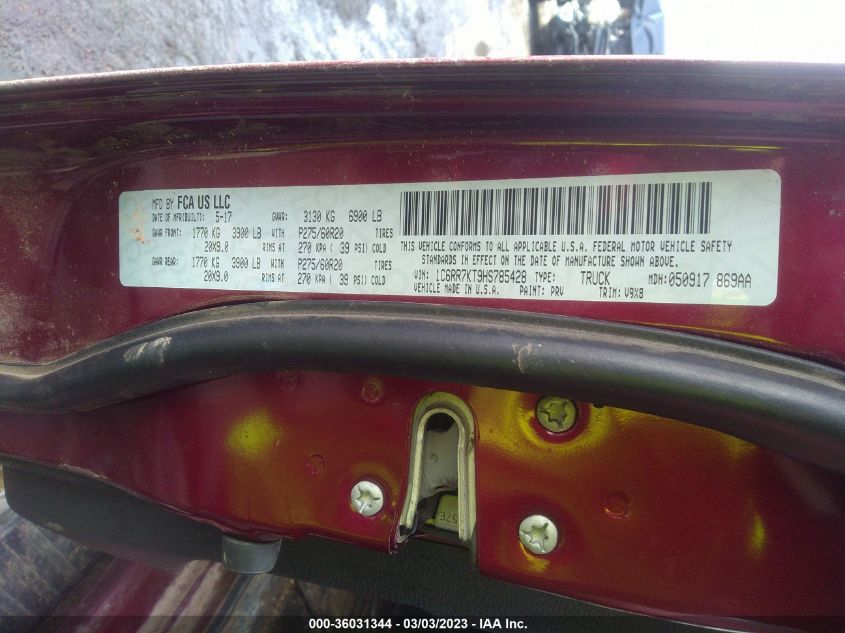 MFD BY FCA US LLC
DATE OF MFR(BUILT): 5-17 GVWR: 3130 KG 6900 LB
GAWR FRONT: 1770 KG 3900 LB WITH P275/60R20 TIRES
20X9.0 RIMS AT 270 KPA ( 39 PSI) COLD
GAWR REAR: 1770 KG 3900 LB WITH P275/60R20 TIRES
20X9.0 RIMS AT 270 KPA ( 39 PSI) COLD
THIS VEHICLE CONFORMS TO ALL APPLICABLE U.S.A. FEDERAL MOTOR VEHICLE SAFETY
STANDARDS IN EFFECT ON THE DATE OF MANUFACTURE SHOWN ABOVE.
VIN: 1C6RR7KT9HS785428 TYPE: TRUCK MDH: 050917 869AA
VEHICLE MADE IN U.S.A. PAINT: PRV TRIM: V9X8
000-36031344 — 03/03/2023 — IAA Inc.